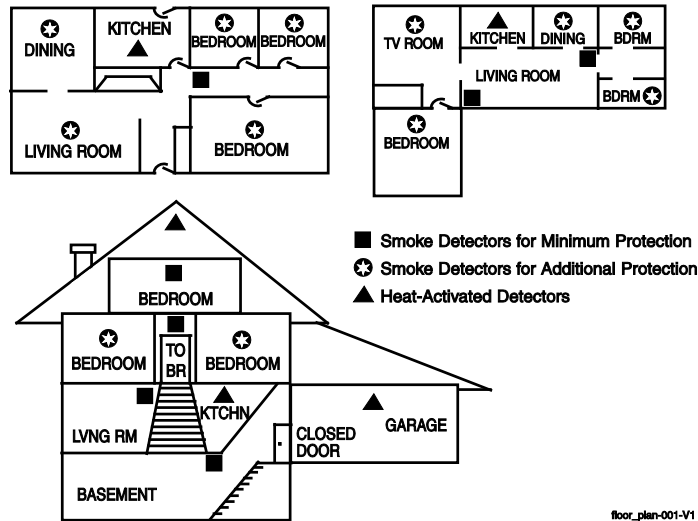 DINING
KITCHEN
BEDROOM
BEDROOM
LIVING ROOM
BEDROOM
TV ROOM
KITCHEN
DINING
BDRM
LIVING ROOM
BDRM
BEDROOM
Smoke Detectors for Minimum Protection
Smoke Detectors for Additional Protection
Heat-Activated Detectors
BEDROOM
BEDROOM
TO
BR
BEDROOM
LVNG RM
KTCHN
CLOSED
DOOR
GARAGE
BASEMENT
floor_plan-001-V1